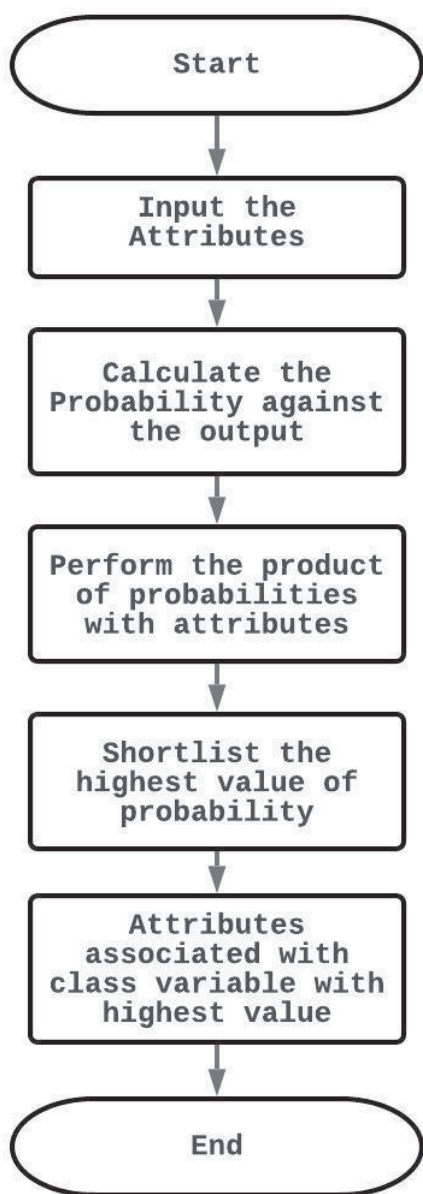 Start
Input the
Attributes
Calculate the
Probability against
the output
Perform the product
of probabilities
with attributes
Shortlist the
highest value of
probability
Attributes
associated with
class variable with
highest value
End